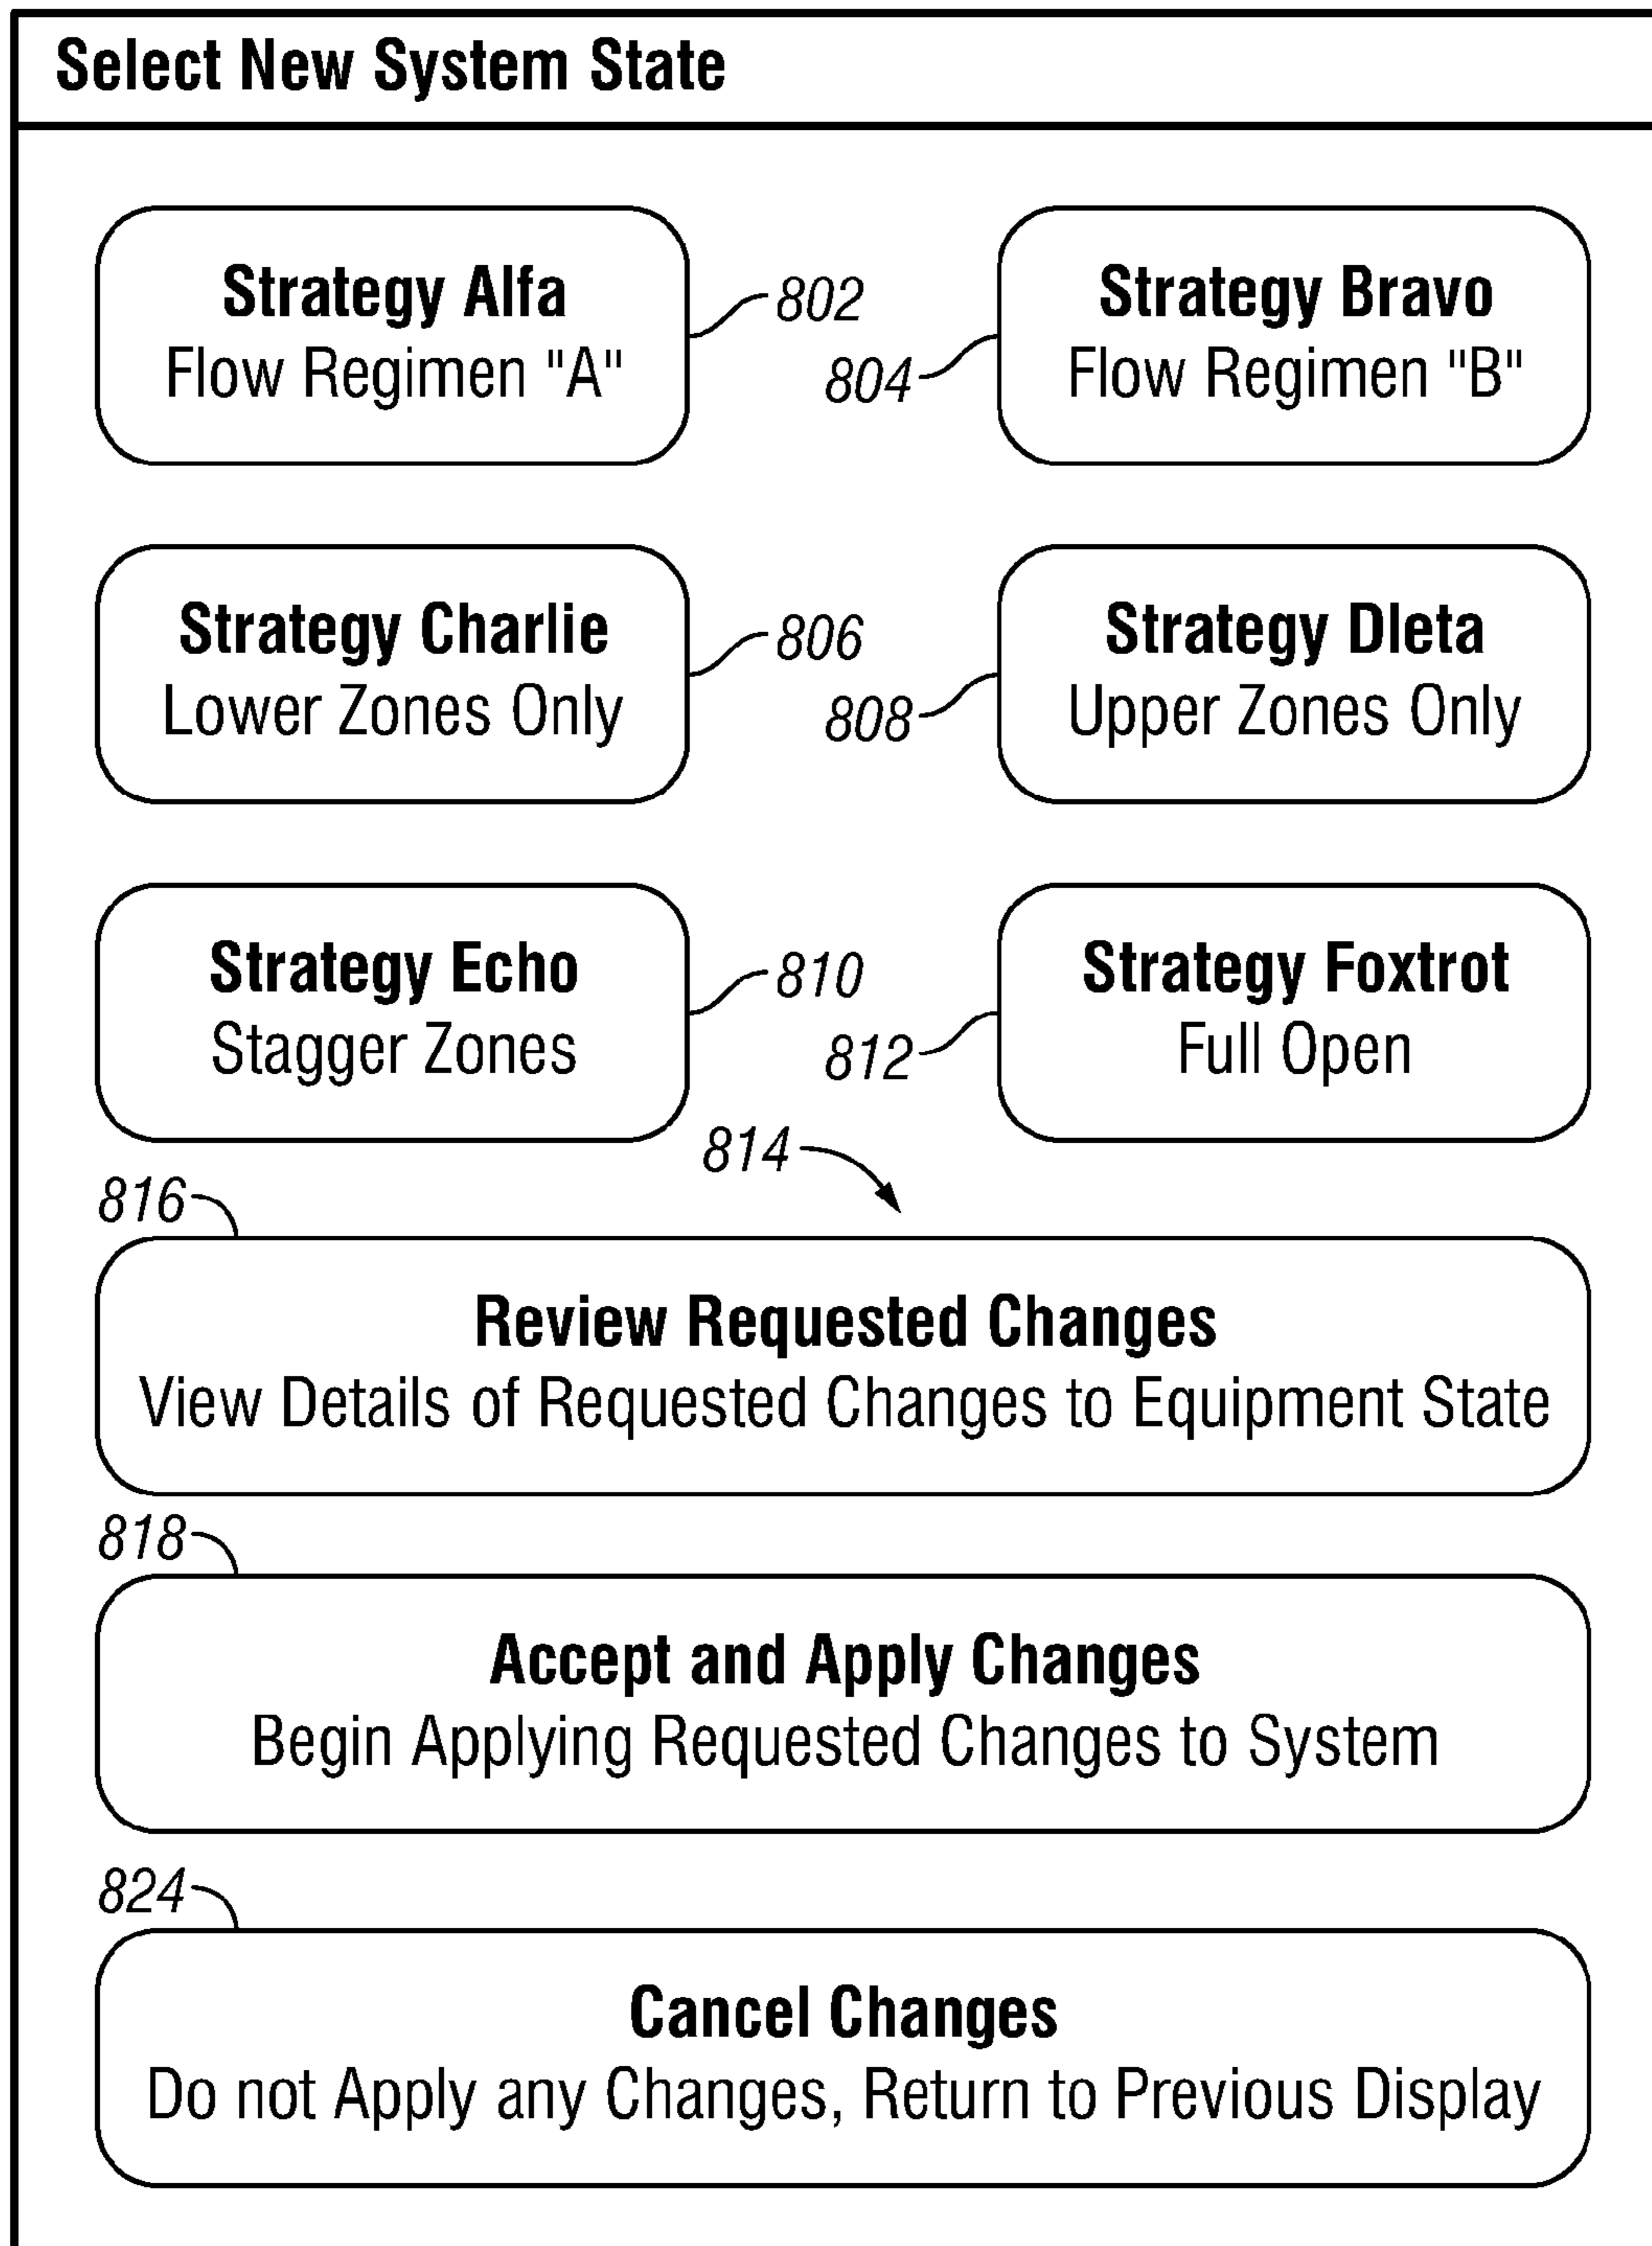 Select New System State
Strategy Alfa
Flow Regimen "A"
802
804
Strategy Bravo
Flow Regimen "B"
Strategy Charlie
Lower Zones Only
806
808
Strategy Dleta
Upper Zones Only
Strategy Echo
Stagger Zones
810
812
Strategy Foxtrot
Full Open
814
816
Review Requested Changes
View Details of Requested Changes to Equipment State
818
Accept and Apply Changes
Begin Applying Requested Changes to System
824
Cancel Changes
Do not Apply any Changes, Return to Previous Display